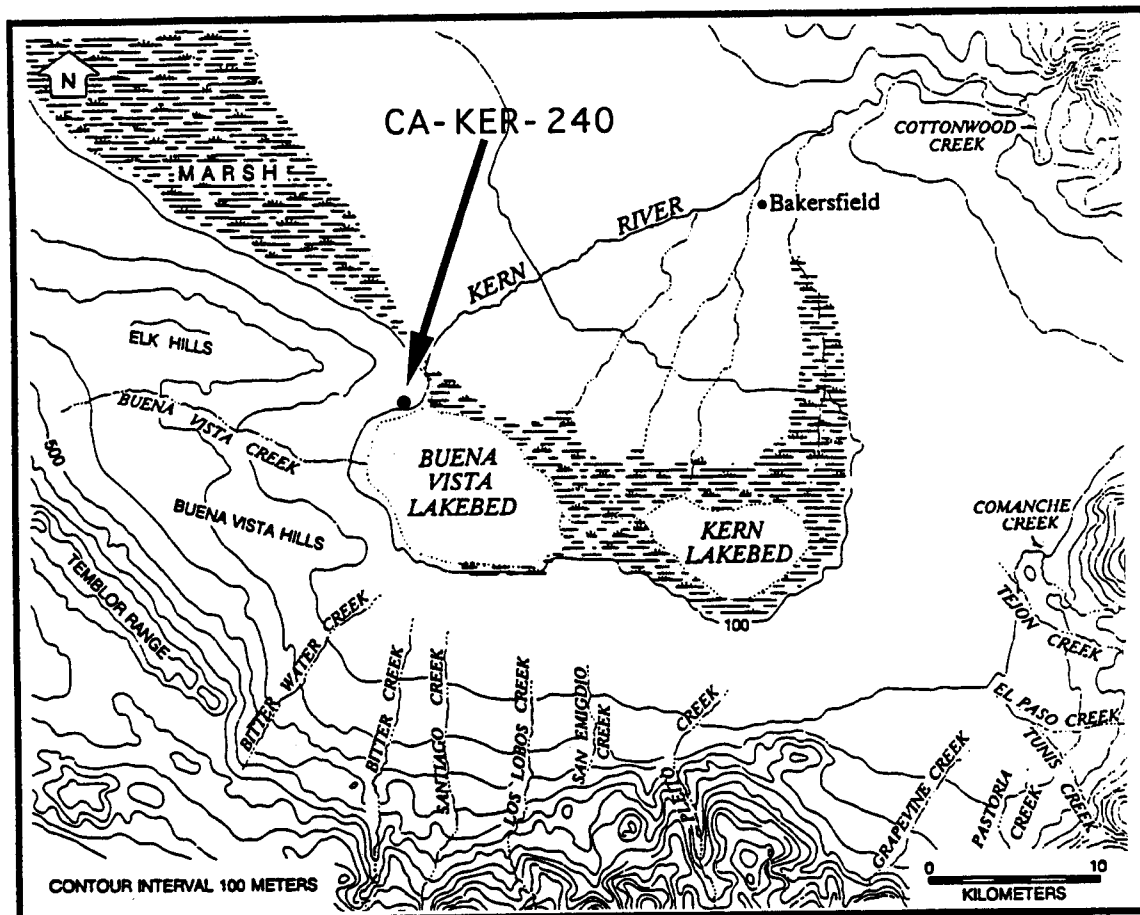 N
CA-KER-240
MARSH
COTTONWOOD
CREEK
Bakersfield
KERN RIVER
ELK HILLS
BUENA VISTA CREEK
BUENA
VISTA
LAKEBED
500
BUENA VISTA HILLS
KERN
LAKEBED
COMANCHE
CREEK
TEMBLOR RANGE
TEJON CREEK
100
BITTER WATER CREEK
BITTER CREEK
SANTIAGO CREEK
LOS LOBOS CREEK
SAN EMIGDIO
CREEK
PLEITO CREEK
EL PASO CREEK
TUNIS CREEK
GRAPEVINE CREEK
PASTORIA
CREEK
CONTOUR INTERVAL 100 METERS
0 10
KILOMETERS